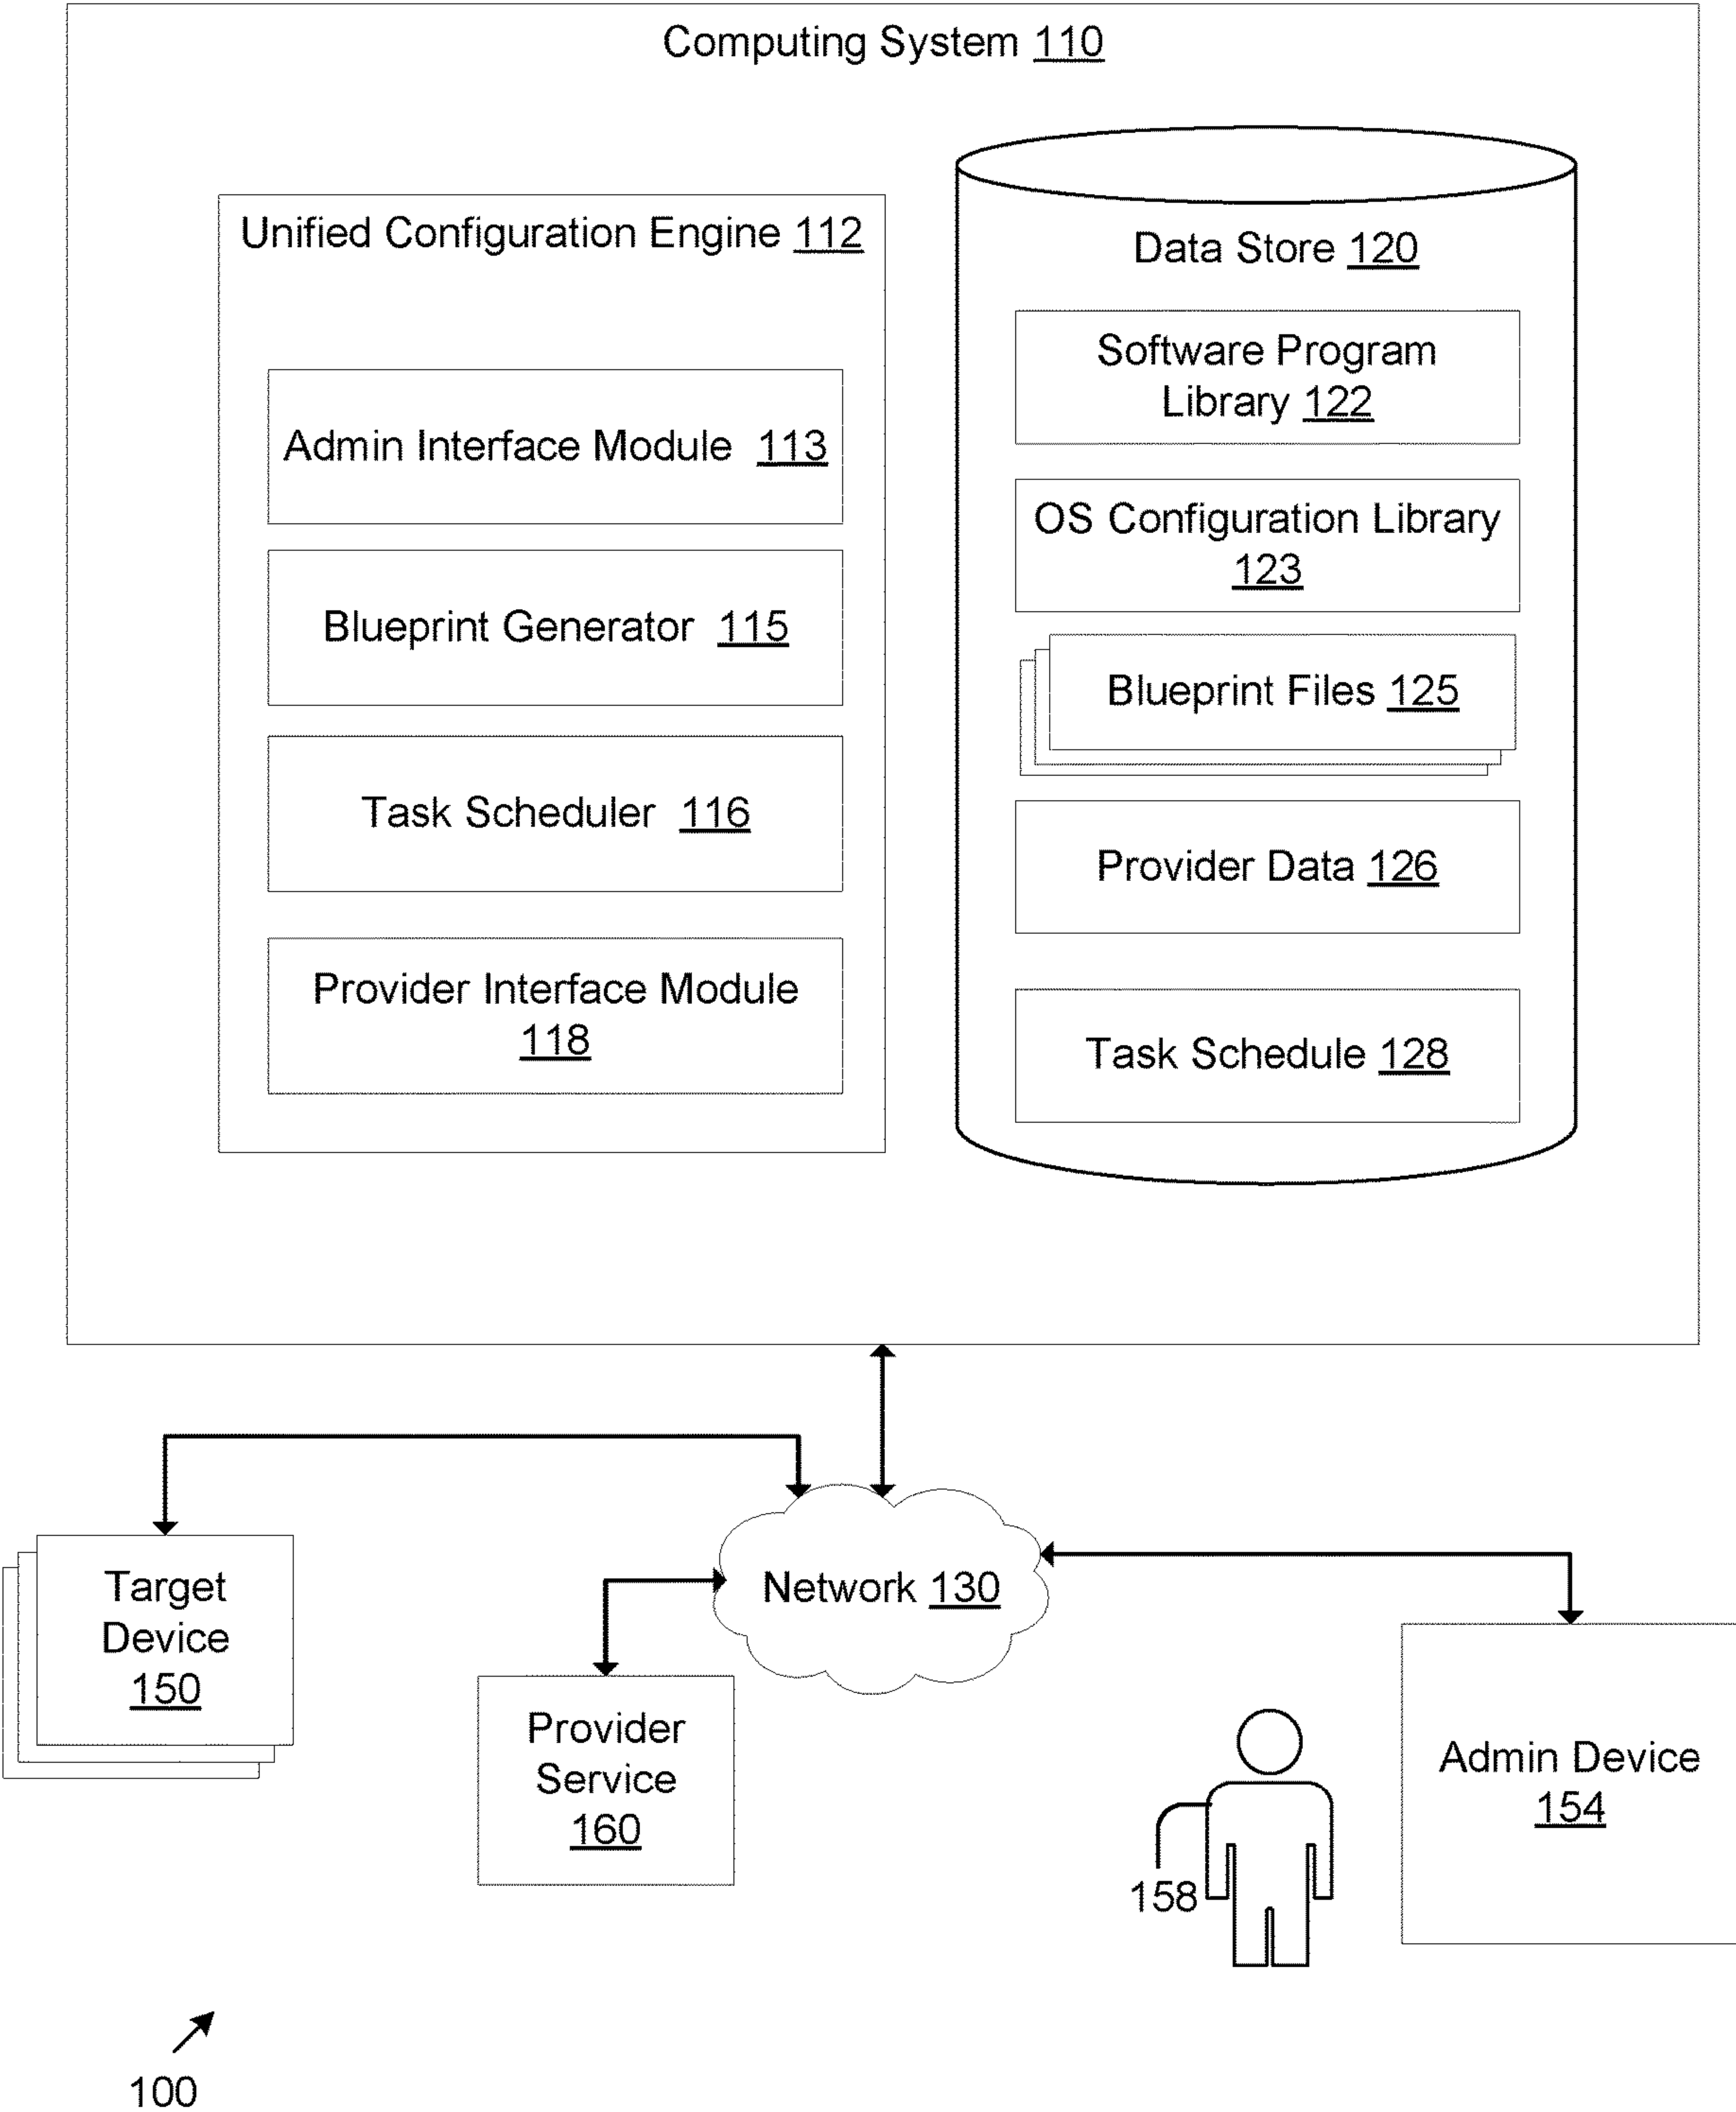 Computing System 110
Unified Configuration Engine 112
Admin Interface Module 113
Blueprint Generator 115
Task Scheduler 116
Provider Interface Module
118
Data Store 120
Software Program
Library 122
OS Configuration Library
123
Blueprint Files 125
Provider Data 126
Task Schedule 128
Target
Device
150
Provider
Service
160
Network 130
158
Admin Device
154
100